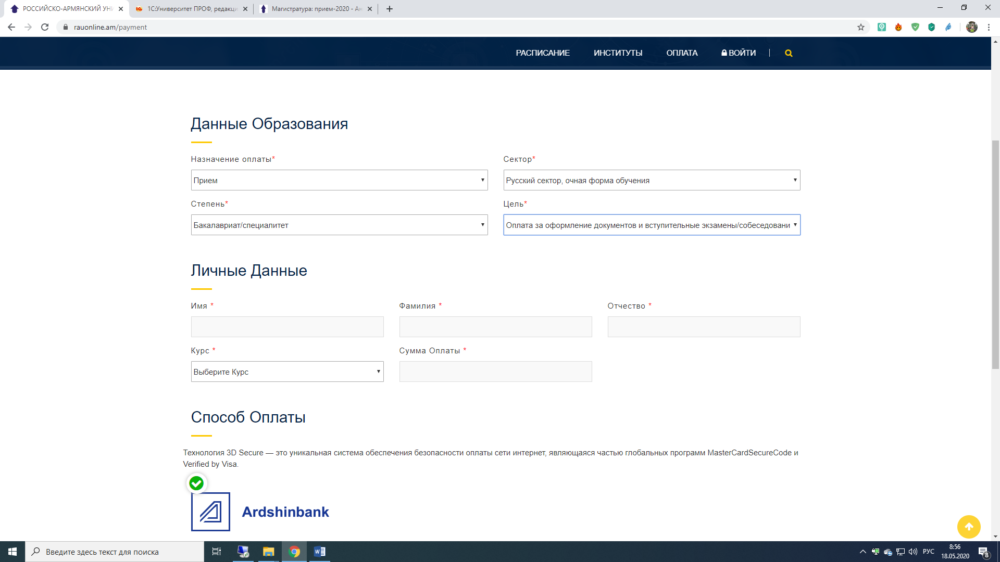 РОССИЙСКО-АРМЯНСКИЙ УНИ
1С:Университет ПРОФ, редакци
Магистратура: прием-2020 - Ан
rauonline.am/payment
РАСПИСАНИЕ ИНСТИТУТЫ ОПЛАТА ВОЙТИ
Данные Образования
Назначение оплаты* Сектор*
Прием Русский сектор, очная форма обучения
Степень* Цель*
Бакалавриат/специалитет Оплата за оформление документов и вступительные экзамены/собеседовани
Личные Данные
Имя * Фамилия * Отчество *
Курс * Сумма Оплаты *
Выберите Курс
Способ Оплаты
Технология 3D Secure — это уникальная система обеспечения безопасности оплаты сети интернет, являющаяся частью глобальных программ MasterCardSecureCode и
Verified by Visa.
Ardshinbank
Введите здесь текст для поиска
РУС
8:56
18.05.2020
8